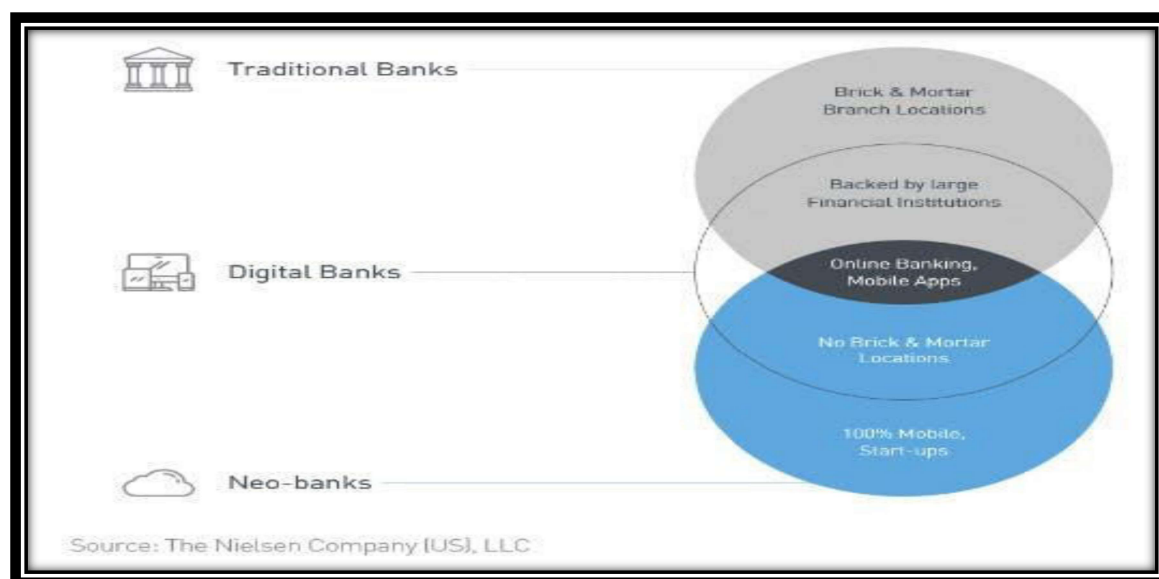 Traditional Banks
Brick & Mortar
Branch Locations
Backed by large
Financial Institutions
Digital Banks
Online Banking,
Mobile Apps
No Brick & Mortar
Locations
100% Mobile,
Start-ups
Neo-banks
Source: The Nielsen Company (US), LLC